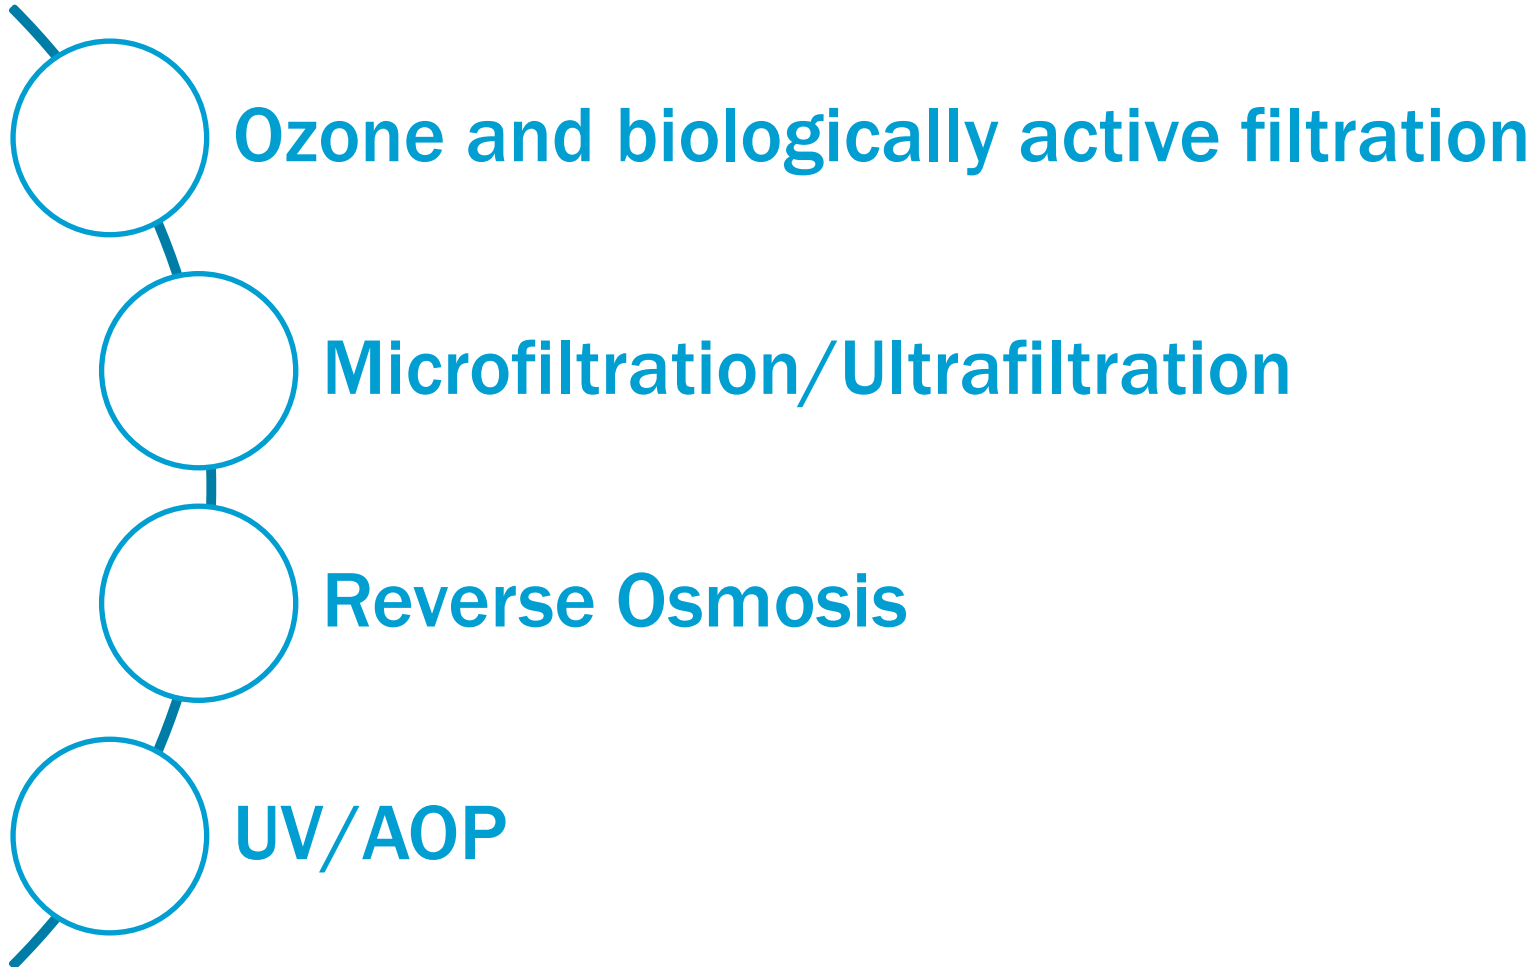 Ozone and biologically active filtration
Microfiltration/Ultrafiltration
Reverse Osmosis
UV/AOP